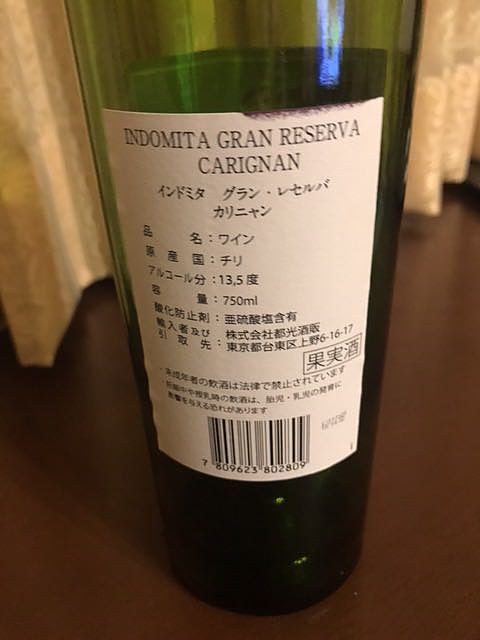 INDOMITA GRAN RESERVA
CARIGNAN
インドミタ グラン・レセルバ
カリニャン
品名：ワイン
原産国：チリ
アルコール分：13,5度
容量：750ml
酸化防止剤：亜硫酸塩含有
輸入者及び 株式会社都光酒販
引取先：東京都台東区上野6-16-17
果実酒
・未成年者の飲酒は法律で禁止されています
・妊娠中や授乳時の飲酒は、胎児・乳児の発育に
影響を与える恐れがあります
7 809623 802809